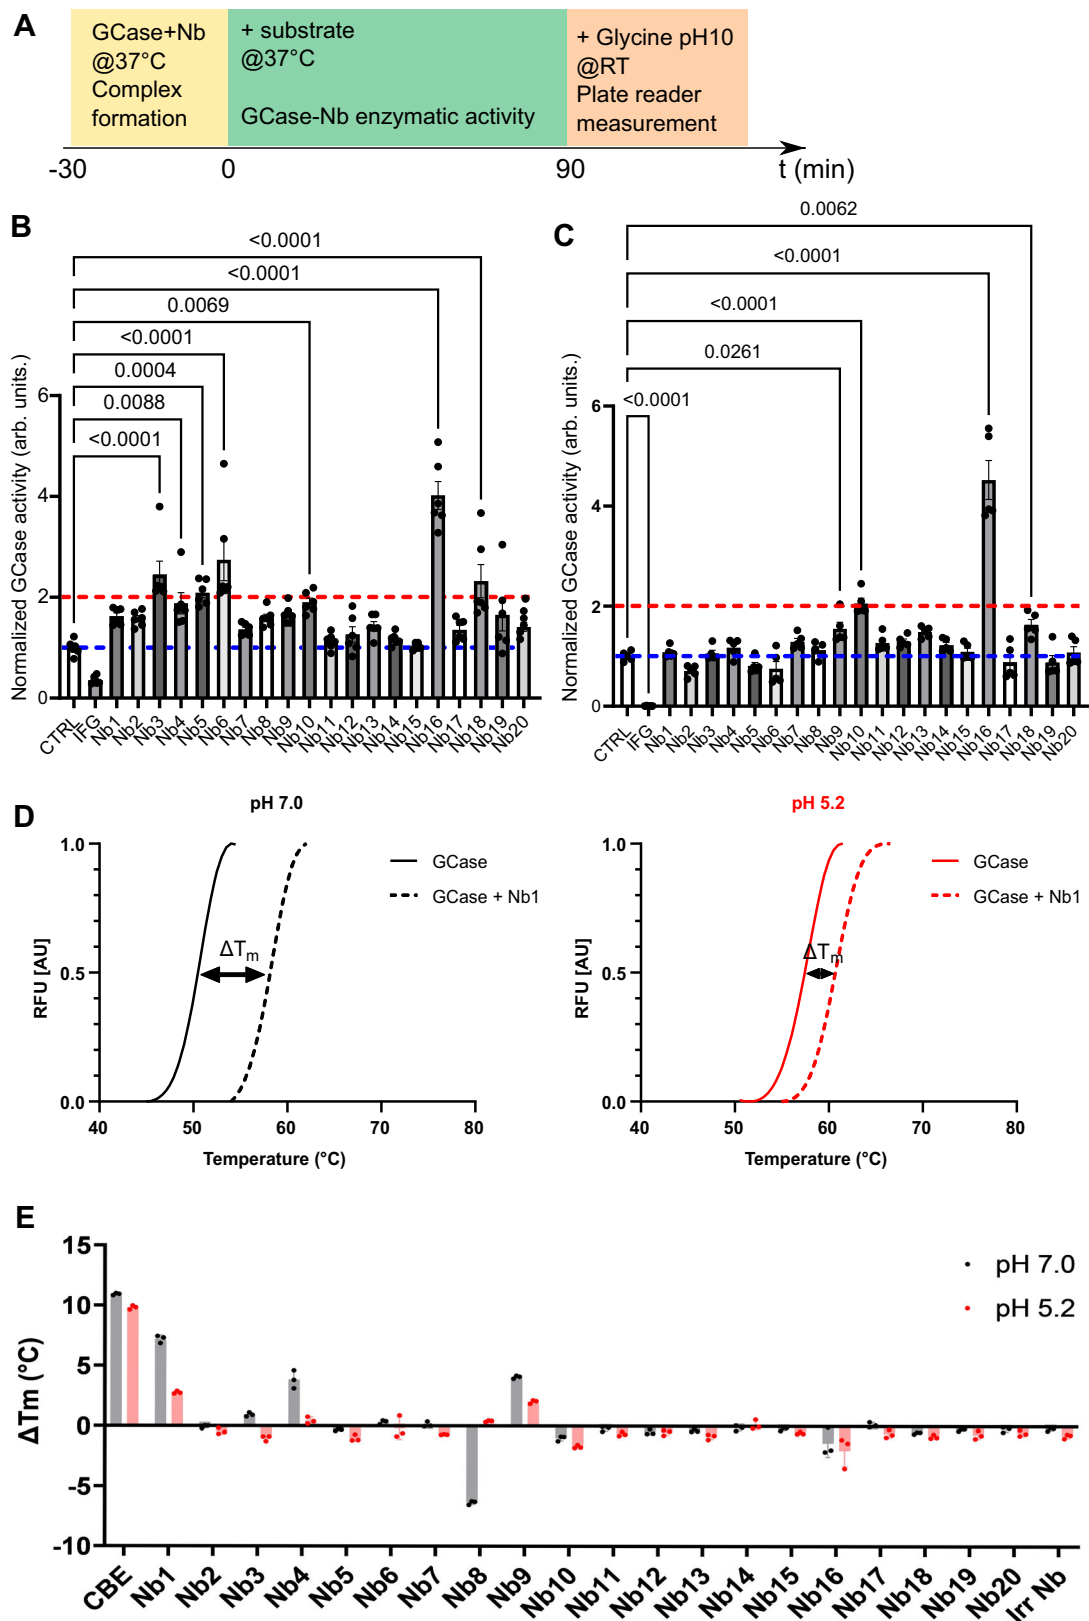 A
GCase+Nb
@37°C
Complex
formation
+ substrate
@37°C
GCase-Nb enzymatic activity
+ Glycine pH10
@RT
Plate reader
measurement
-30
0
90
t (min)
B
<0.0001
<0.0001
0.0069
<0.0001
0.0004
0.0088
<0.0001
Normalized GCase activity (arb. units.)
6
4
2
0
CTRL
IFG
Nb1
Nb2
Nb3
Nb4
Nb5
Nb6
Nb7
Nb8
Nb9
Nb10
Nb11
Nb12
Nb13
Nb14
Nb15
Nb16
Nb17
Nb18
Nb19
Nb20
C
0.0062
<0.0001
<0.0001
0.0261
<0.0001
Normalized GCase activity (arb. units.)
6
4
2
0
CTRL
IFG
Nb1
Nb2
Nb3
Nb4
Nb5
Nb6
Nb7
Nb8
Nb9
Nb10
Nb11
Nb12
Nb13
Nb14
Nb15
Nb16
Nb17
Nb18
Nb19
Nb20
D
pH 7.0
RFU [AU]
1.0
0.5
0.0
40
50
60
70
80
Temperature (°C)
ΔTm
GCase
GCase + Nb1
pH 5.2
RFU [AU]
1.0
0.5
0.0
40
50
60
70
80
Temperature (°C)
ΔTm
GCase
GCase + Nb1
E
ΔTm (°C)
15
10
5
0
-5
-10
pH 7.0
pH 5.2
CBE
Nb1
Nb2
Nb3
Nb4
Nb5
Nb6
Nb7
Nb8
Nb9
Nb10
Nb11
Nb12
Nb13
Nb14
Nb15
Nb16
Nb17
Nb18
Nb19
Nb20
Irr Nb